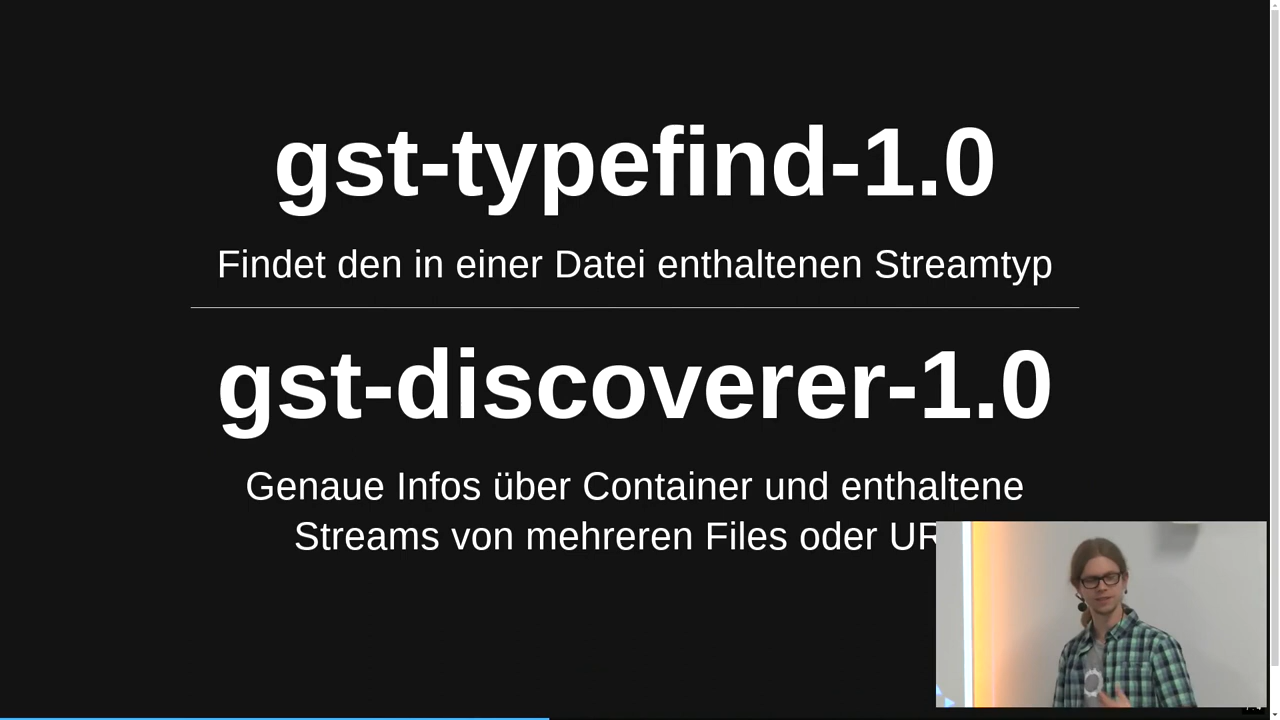 gst-typefind-1.0
Findet den in einer Datei enthaltenen Streamtyp
gst-discoverer-1.0
Genaue Infos über Container und enthaltene
Streams von mehreren Files oder